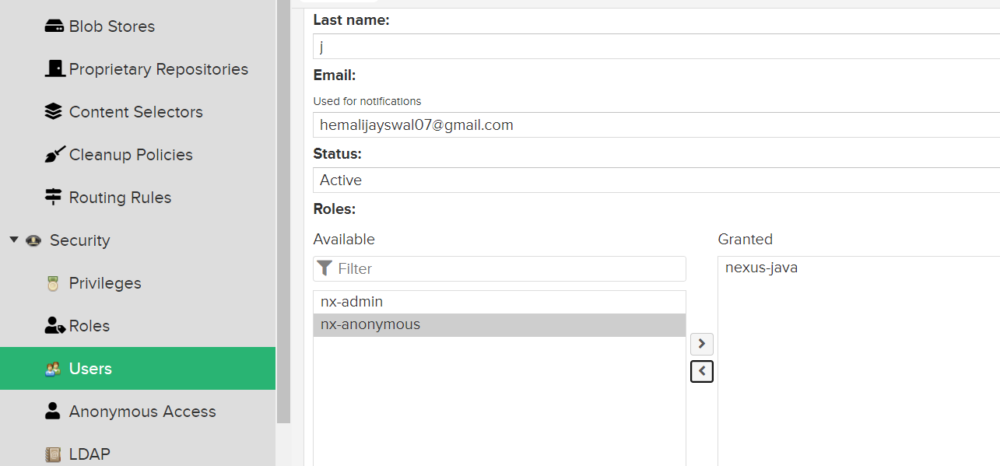 Blob Stores
Proprietary Repositories
Content Selectors
Cleanup Policies
Routing Rules
Security
Privileges
Roles
Users
Anonymous Access
LDAP
Last name:
j
Email:
Used for notifications
hemalijayswal07@gmail.com
Status:
Active
Roles:
Available
Filter
nx-admin
nx-anonymous
Granted
nexus-java